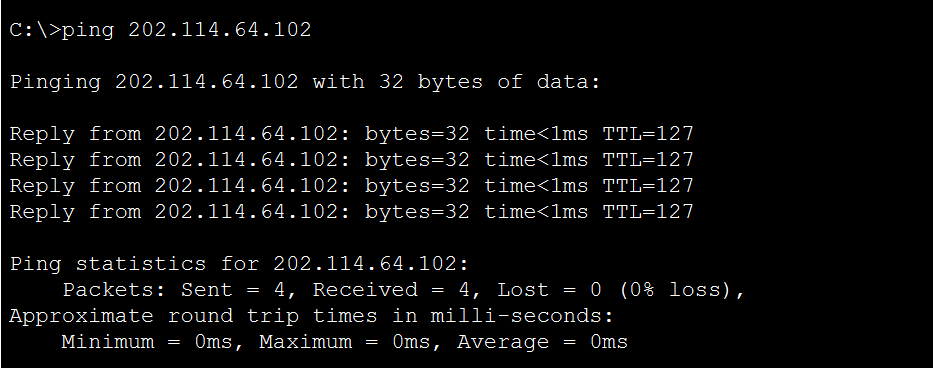 C:\>ping 202.114.64.102
Pinging 202.114.64.102 with 32 bytes of data:
Reply from 202.114.64.102: bytes=32 time<1ms TTL=127
Reply from 202.114.64.102: bytes=32 time<1ms TTL=127
Reply from 202.114.64.102: bytes=32 time<1ms TTL=127
Reply from 202.114.64.102: bytes=32 time<1ms TTL=127
Ping statistics for 202.114.64.102:
Packets: Sent = 4, Received = 4, Lost = 0 (0% loss),
Approximate round trip times in milli-seconds:
Minimum = 0ms, Maximum = 0ms, Average = 0ms